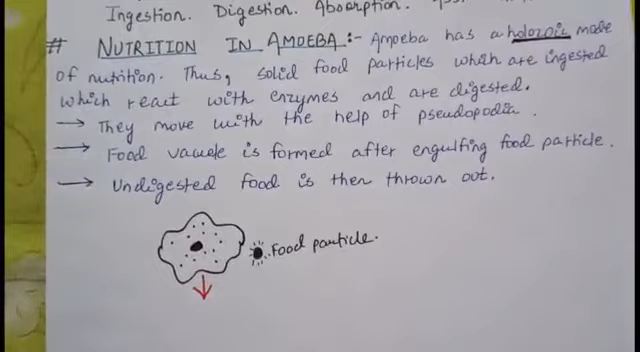 Ingestion. Digestion. Absorption.
# NUTRITION IN AMOEBA :- Amoeba has a holozoic mode
of nutrition. Thus, solid food particles which are ingested
which react with enzymes and are digested.
→ They move with the help of pseudopodia.
→ Food vacuole is formed after engulfing food particle.
→ Undigested food is then thrown out.
Food particle.